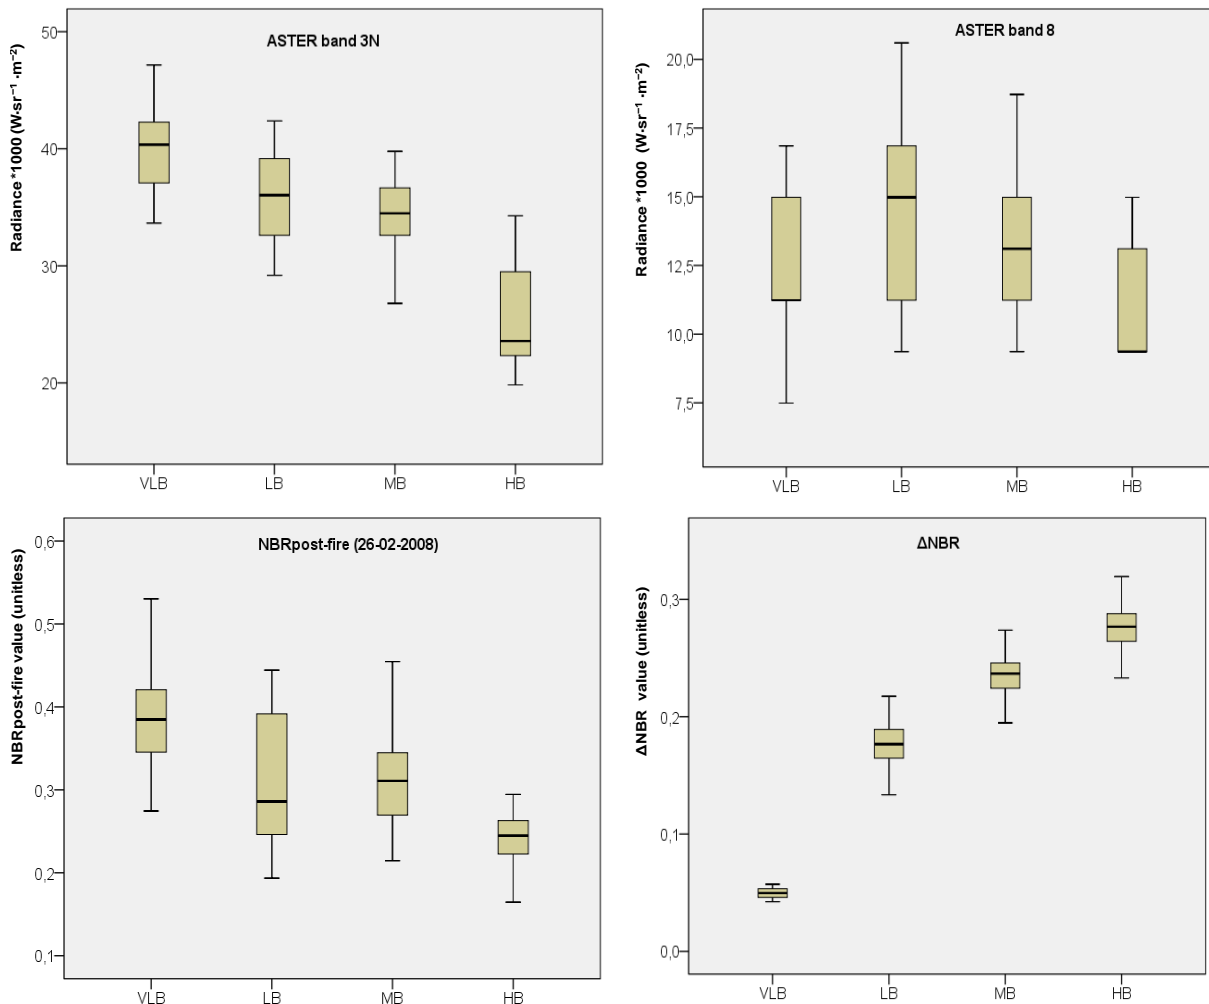 ASTER band 3N
Radiance *1000 (W·sr⁻¹ ·m⁻²)
50
40
30
20
VLB LB MB HB
ASTER band 8
Radiance *1000 (W·sr⁻¹ ·m⁻²)
20,0
17,5
15,0
12,5
10,0
7,5
VLB LB MB HB
NBRpost-fire (26-02-2008)
NBRpost-fire value (unitless)
0,6
0,5
0,4
0,3
0,2
0,1
VLB LB MB HB
ΔNBR
ΔNBR value (unitless)
0,3
0,2
0,1
0,0
VLB LB MB HB